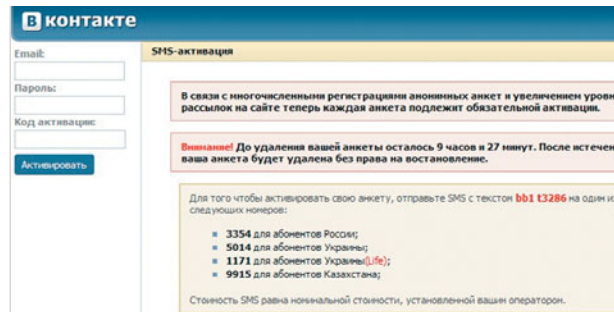 В контакте
Email:
Пароль:
Код активации:
Активировать
SMS-активация
В связи с многочисленными регистрациями анонимных анкет и увеличением уровн
рассылок на сайте теперь каждая анкета подлежит обязательной активации.
Внимание! До удаления вашей анкеты осталось 9 часов и 27 минут. После истечен
ваша анкета будет удалена без права на востановление.
Для того чтобы активировать свою анкету, отправьте SMS с текстом bb1 t3286 на один из
следующих номеров:
3354 для абонентов России;
5014 для абонентов Украины;
1171 для абонентов Украины(Life);
9915 для абонентов Казахстана;
Стоимость SMS равна номинальной стоимости, установленной вашим оператором.